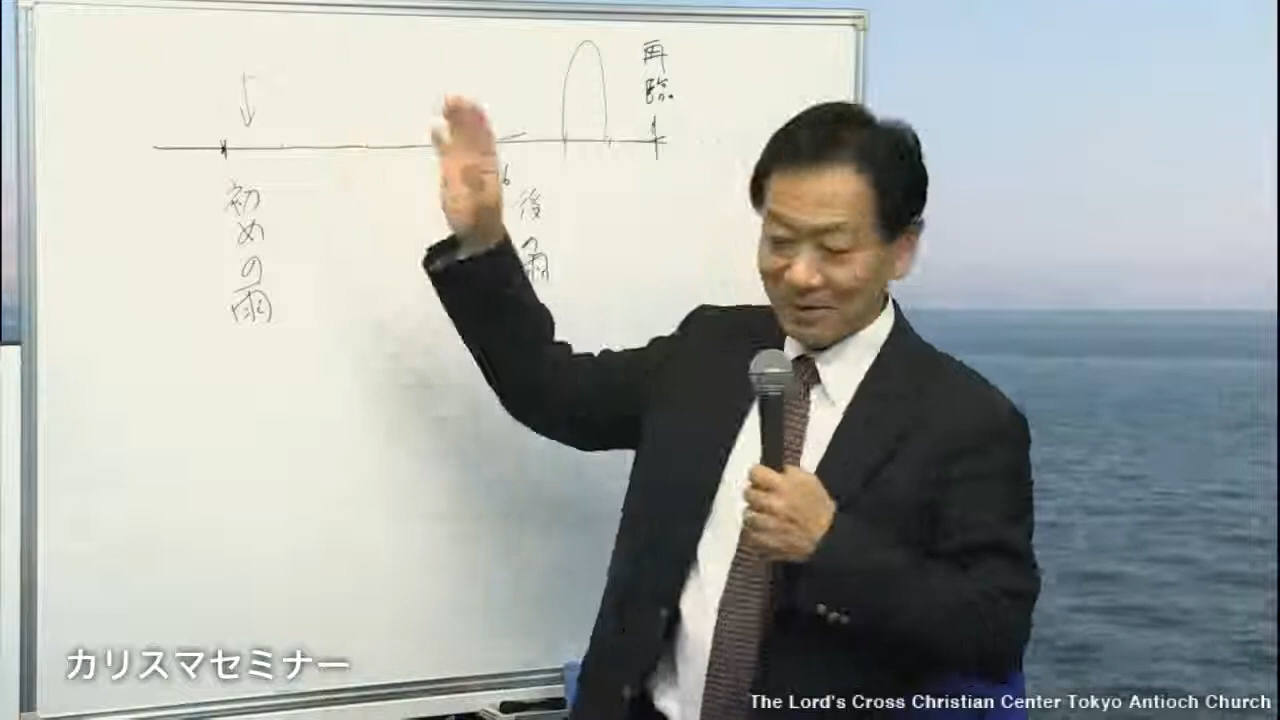 再臨
初めの雨
後の雨
カリスマセミナー
The Lord's Cross Christian Center Tokyo Antioch Church